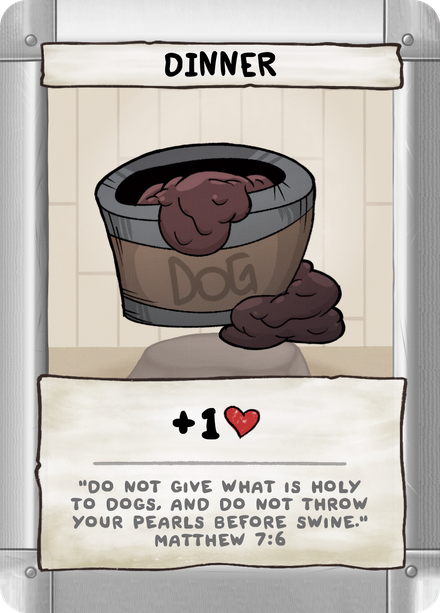 DINNER
DOG
+1
"DO NOT GIVE WHAT IS HOLY
TO DOGS, AND DO NOT THROW
YOUR PEARLS BEFORE SWINE."
MATTHEW 7:6